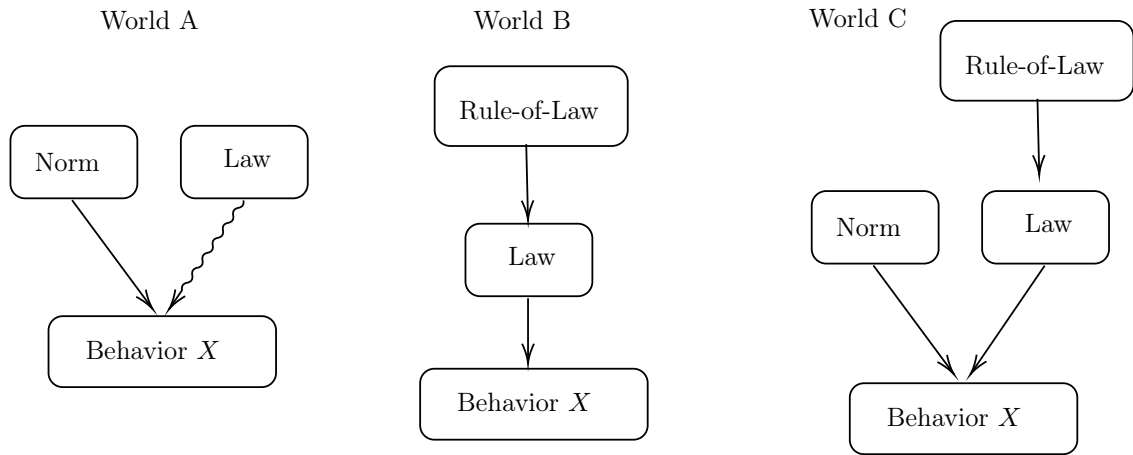 World A
Norm
Law
Behavior X
World B
Rule-of-Law
Law
Behavior X
World C
Rule-of-Law
Norm
Law
Behavior X